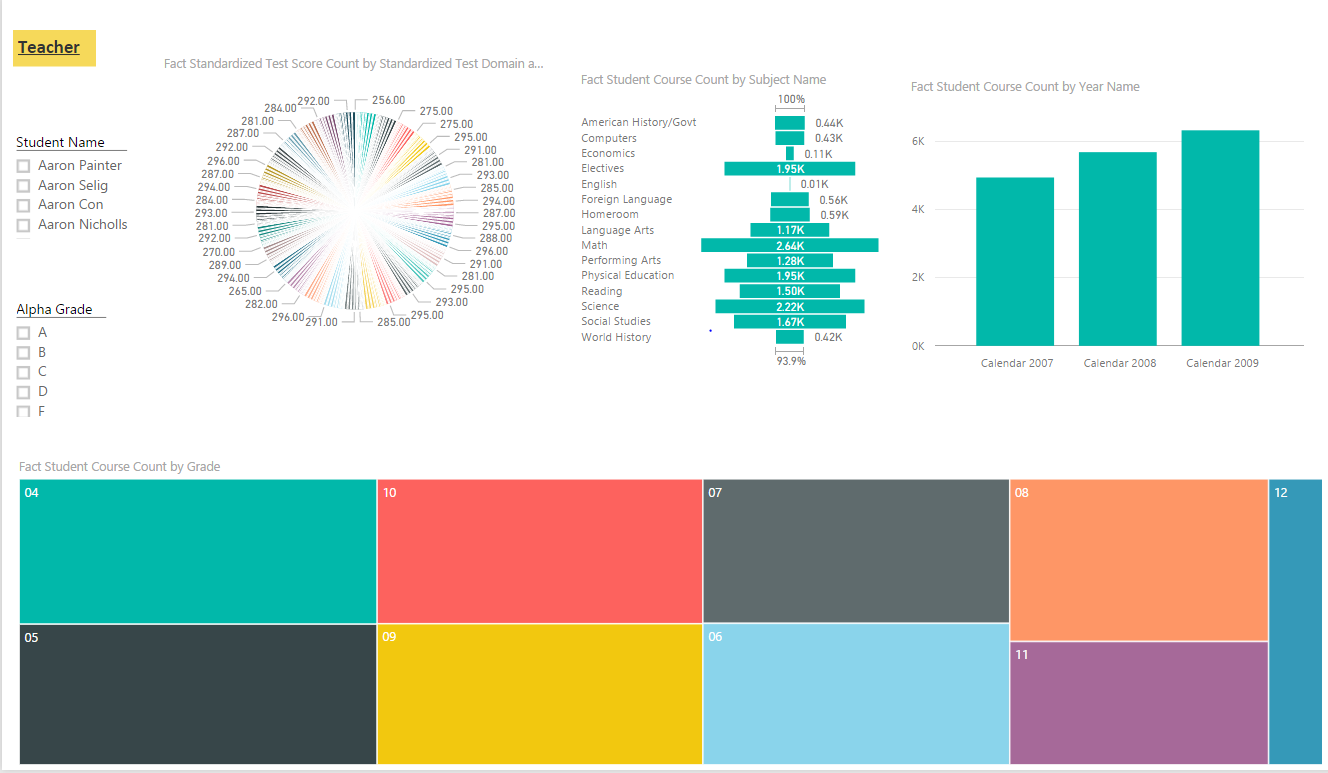 Teacher
Student Name
Aaron Painter
Aaron Selig
Aaron Con
Aaron Nicholls
Alpha Grade
A
B
C
D
F
Fact Standardized Test Score Count by Standardized Test Domain a...
256.00
275.00
275.00
295.00
291.00
281.00
293.00
285.00
294.00
287.00
295.00
288.00
296.00
291.00
281.00
295.00
293.00
295.00
285.00
291.00
296.00
282.00
265.00
294.00
289.00
270.00
292.00
281.00
293.00
284.00
294.00
287.00
296.00
292.00
287.00
281.00
284.00
292.00
Fact Student Course Count by Subject Name
100%
American History/Govt 0.44K
Computers 0.43K
Economics 0.11K
Electives 1.95K
English 0.01K
Foreign Language 0.56K
Homeroom 0.59K
Language Arts 1.17K
Math 2.64K
Performing Arts 1.28K
Physical Education 1.95K
Reading 1.50K
Science 2.22K
Social Studies 1.67K
World History 0.42K
93.9%
Fact Student Course Count by Year Name
6K
4K
2K
0K
Calendar 2007 Calendar 2008 Calendar 2009
Fact Student Course Count by Grade
04 10 07 08 12
05 09 06 11